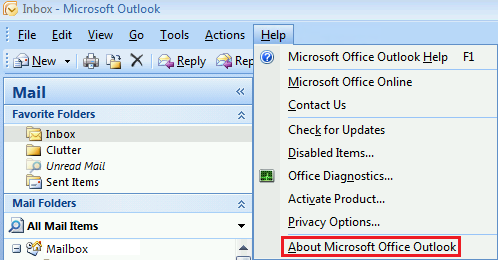 Inbox - Microsoft Outlook
File Edit View Go Tools Actions Help
New Reply Reply
Mail
Favorite Folders
Inbox
Clutter
Unread Mail
Sent Items
Mail Folders
All Mail Items
Mailbox
Microsoft Office Outlook Help F1
Microsoft Office Online
Contact Us
Check for Updates
Disabled Items...
Office Diagnostics...
Activate Product...
Privacy Options...
About Microsoft Office Outlook